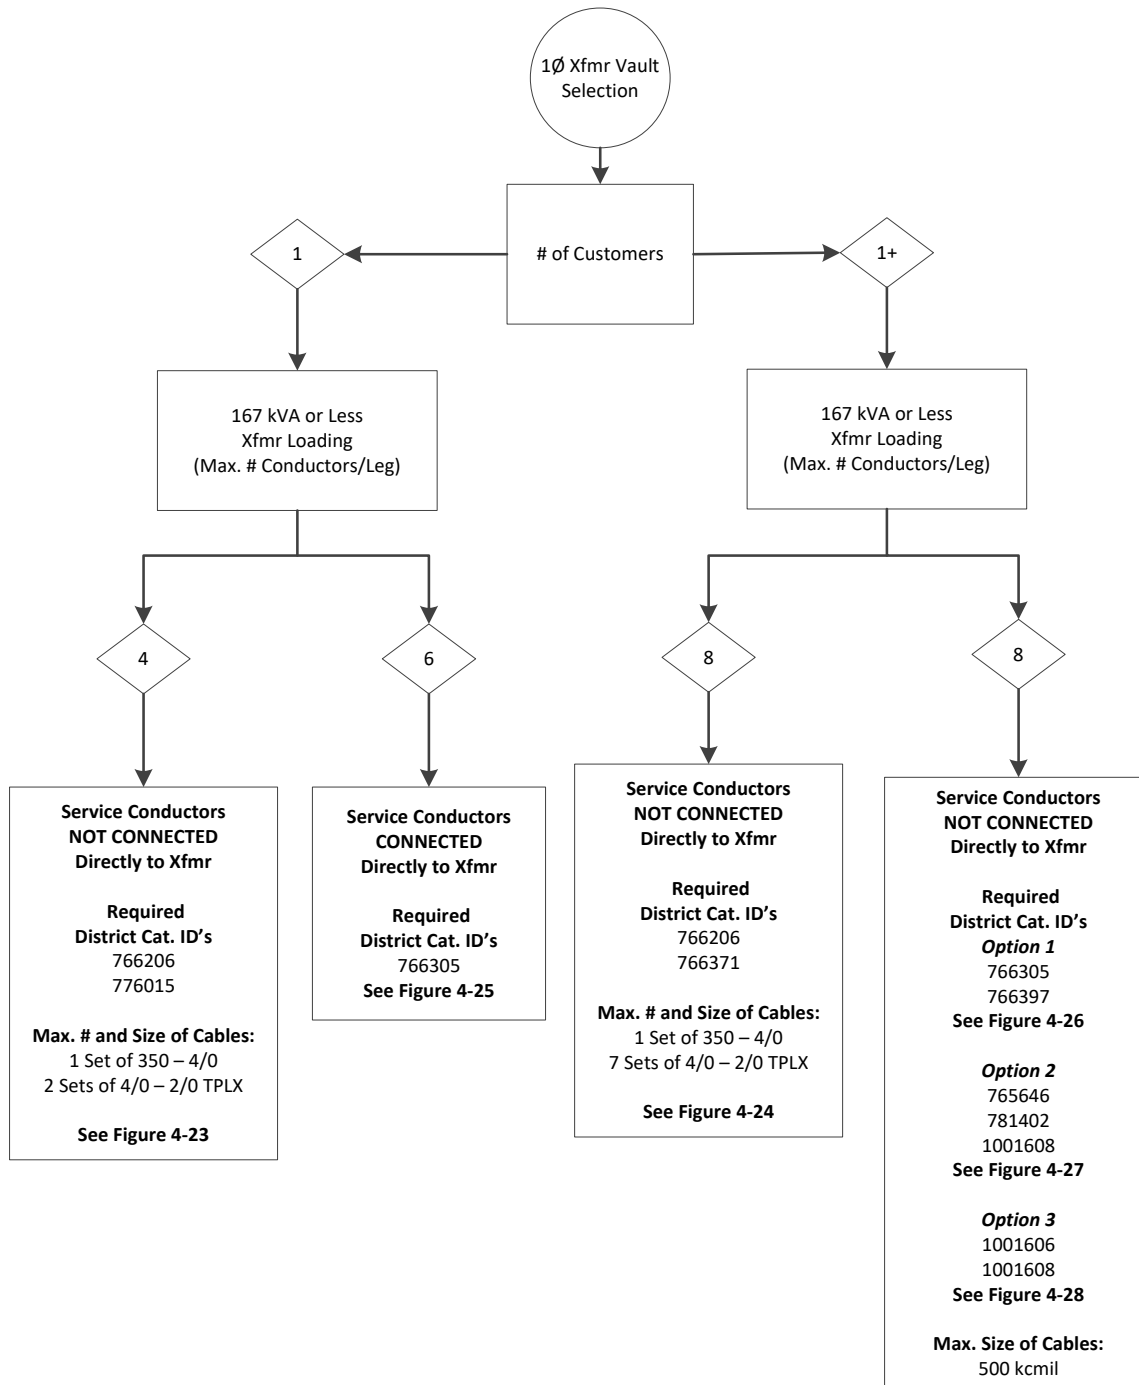 1Ø Xfmr Vault
Selection
# of Customers
1
1+
167 kVA or Less
Xfmr Loading
(Max. # Conductors/Leg)
167 kVA or Less
Xfmr Loading
(Max. # Conductors/Leg)
4
6
8
8
Service Conductors
NOT CONNECTED
Directly to Xfmr
Required
District Cat. ID’s
766206
776015
Max. # and Size of Cables:
1 Set of 350 – 4/0
2 Sets of 4/0 – 2/0 TPLX
See Figure 4-23
Service Conductors
CONNECTED
Directly to Xfmr
Required
District Cat. ID’s
766305
See Figure 4-25
Service Conductors
NOT CONNECTED
Directly to Xfmr
Required
District Cat. ID’s
766206
766371
Max. # and Size of Cables:
1 Set of 350 – 4/0
7 Sets of 4/0 – 2/0 TPLX
See Figure 4-24
Service Conductors
NOT CONNECTED
Directly to Xfmr
Required
District Cat. ID’s
Option 1
766305
766397
See Figure 4-26
Option 2
765646
781402
1001608
See Figure 4-27
Option 3
1001606
1001608
See Figure 4-28
Max. Size of Cables:
500 kcmil